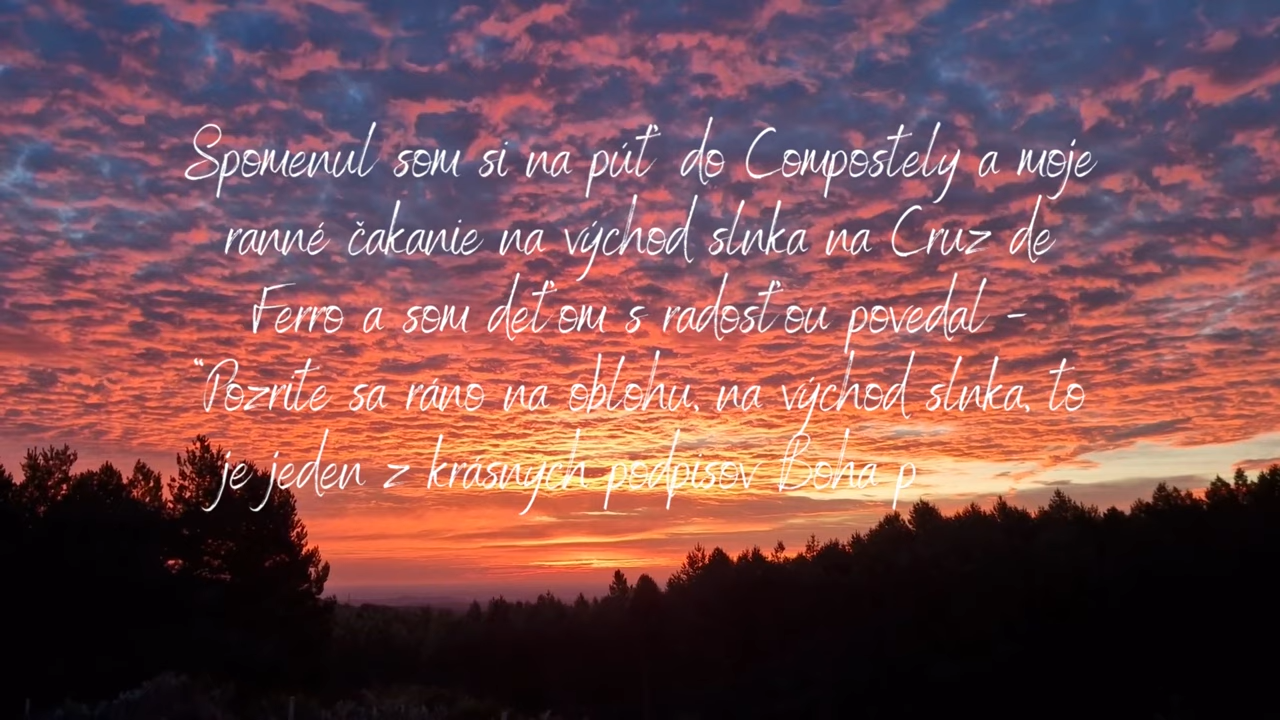 Spomenul som si na púť do Compostely a moje
ranné čakanie na východ slnka na Cruz de
Ferro a som deťom s radosťou povedal -
"Pozrite sa ráno na oblohu, na východ slnka, to
je jeden z krásnych podpisov Boha p